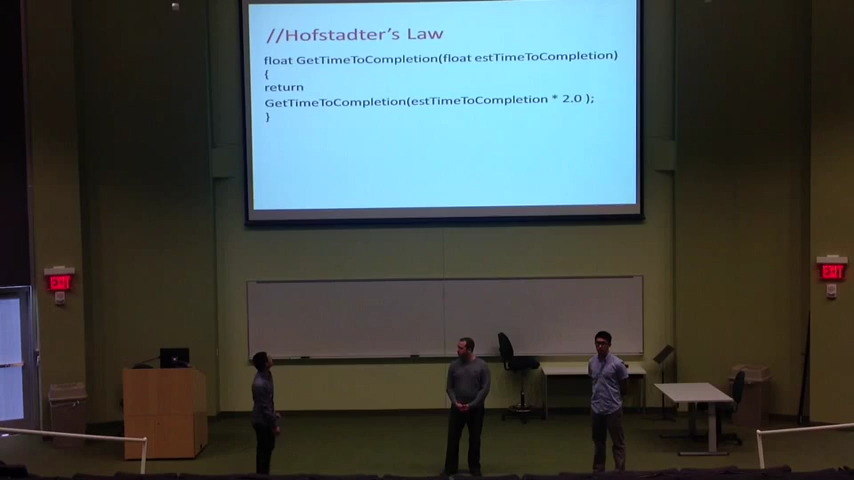 //Hofstadter's Law
float GetTimeToCompletion(float estTimeToCompletion)
{
return
GetTimeToCompletion(estTimeToCompletion * 2.0 );
}
EXIT
EXIT